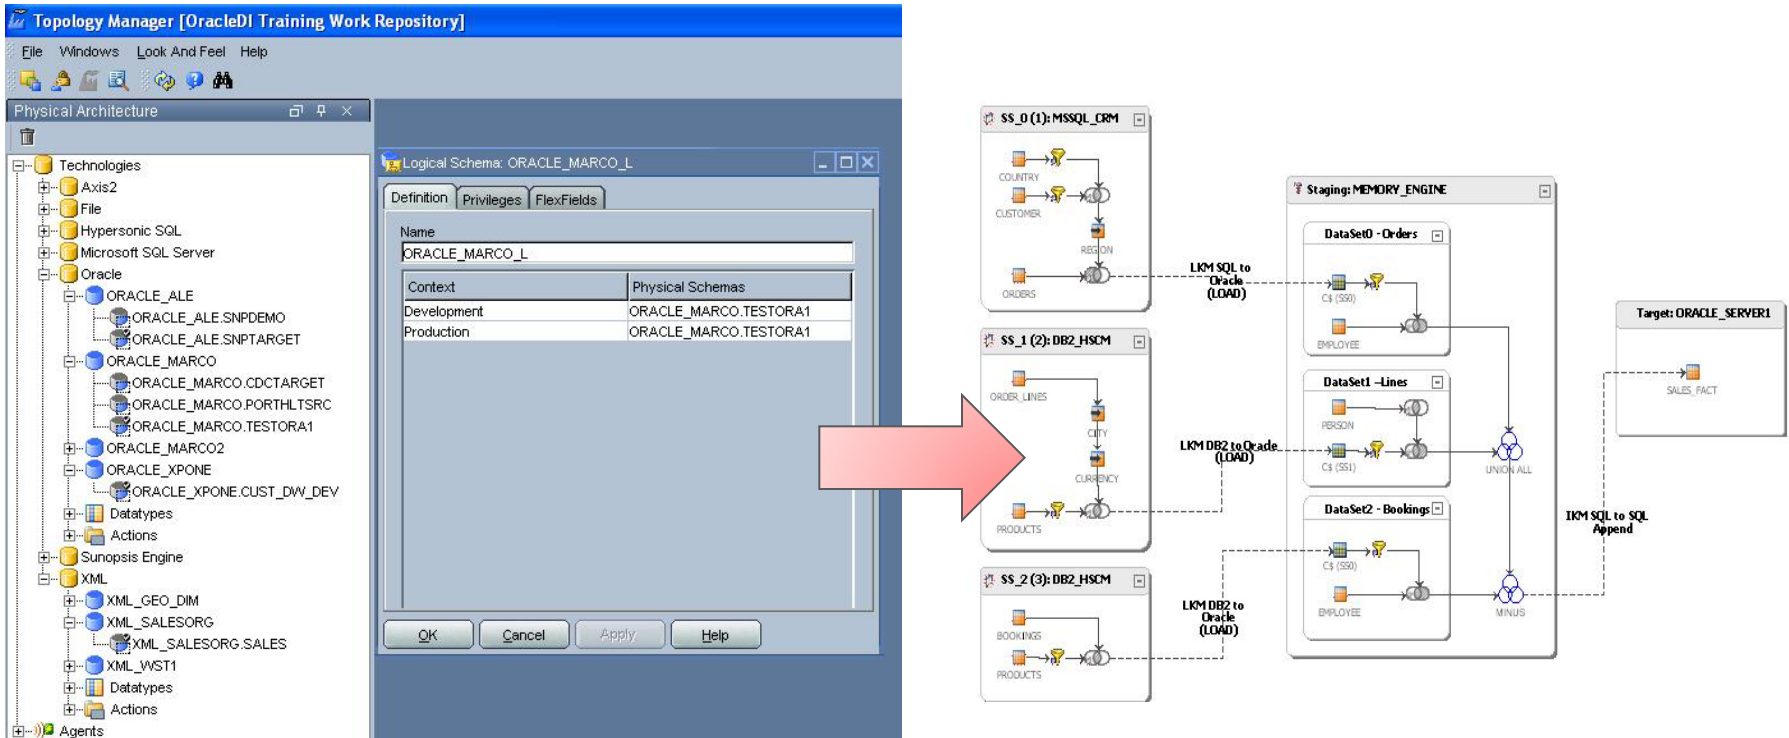 Topology Manager [OracleDI Training Work Repository]
File Windows Look And Feel Help
Physical Architecture
Technologies
Axis2
File
Hypersonic SQL
Microsoft SQL Server
Oracle
ORACLE_ALE
ORACLE_ALE.SNPDEMO
ORACLE_ALE.SNPTARGET
ORACLE_MARCO
ORACLE_MARCO.CDCTARGET
ORACLE_MARCO.PORTHLTSRC
ORACLE_MARCO.TESTORA1
ORACLE_MARCO2
ORACLE_XPONE
ORACLE_XPONE.CUST_DW_DEV
Datatypes
Actions
Sunopsis Engine
XML
XML_GEO_DIM
XML_SALESORG
XML_SALESORG.SALES
XML_WST1
Datatypes
Actions
Agents
Logical Schema: ORACLE_MARCO_L
Definition Privileges FlexFields
Name
ORACLE_MARCO_L
Context Physical Schemas
Development ORACLE_MARCO.TESTORA1
Production ORACLE_MARCO.TESTORA1
OK Cancel Apply Help
SS_0 (1): MSSQL_CRM
COUNTRY
CUSTOMER
REGION
ORDERS
SS_1 (2): DB2_HSCM
ORDER_LINES
CITY
CURRENCY
PRODUCTS
SS_2 (3): DB2_HSCM
BOOKINGS
PRODUCTS
LKM SQL to
Oracle
(LOAD)
LKM DB2 to Oracle
(LOAD)
LKM DB2 to
Oracle
(LOAD)
Staging: MEMORY_ENGINE
DataSet0 - Orders
C$ (SS0)
EMPLOYEE
DataSet1 –Lines
PERSON
C$ (SS1)
UNION ALL
DataSet2 - Bookings
C$ (SS0)
EMPLOYEE
MINUS
IKM SQL to SQL
Append
Target: ORACLE_SERVER1
SALES_FACT